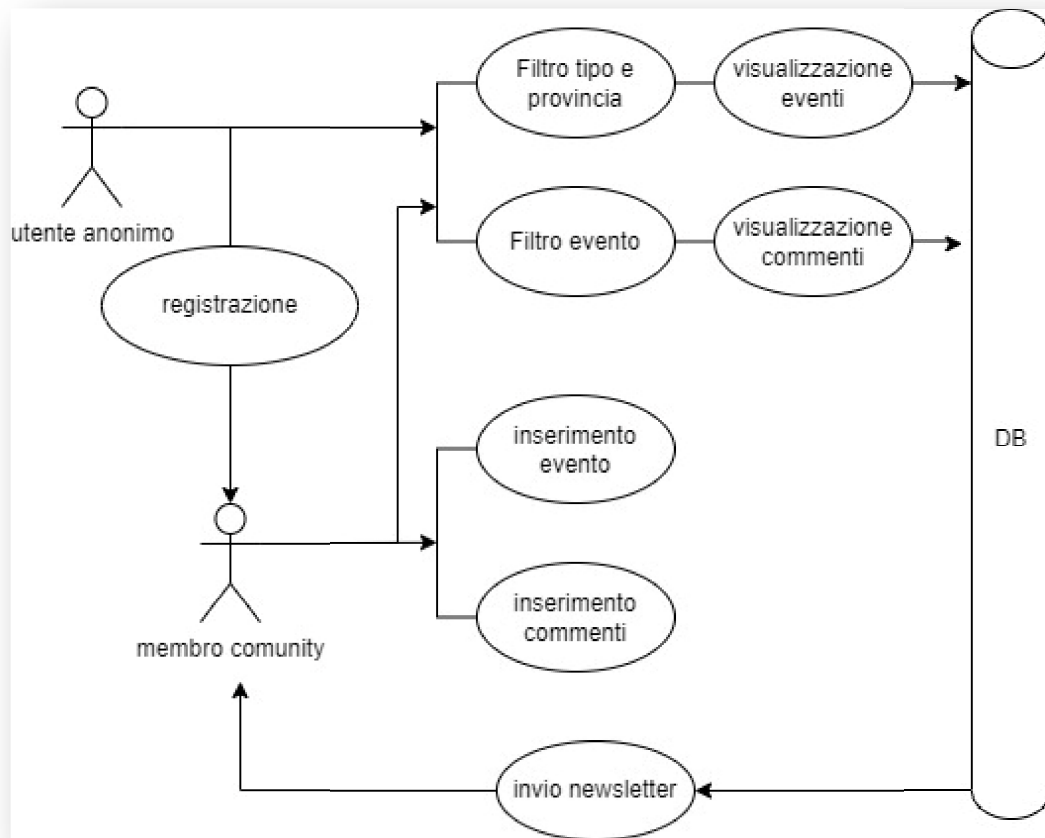 Filtro tipo e
provincia
visualizzazione
eventi
utente anonimo
Filtro evento
visualizzazione
commenti
registrazione
inserimento
evento
DB
inserimento
commenti
membro comunity
invio newsletter